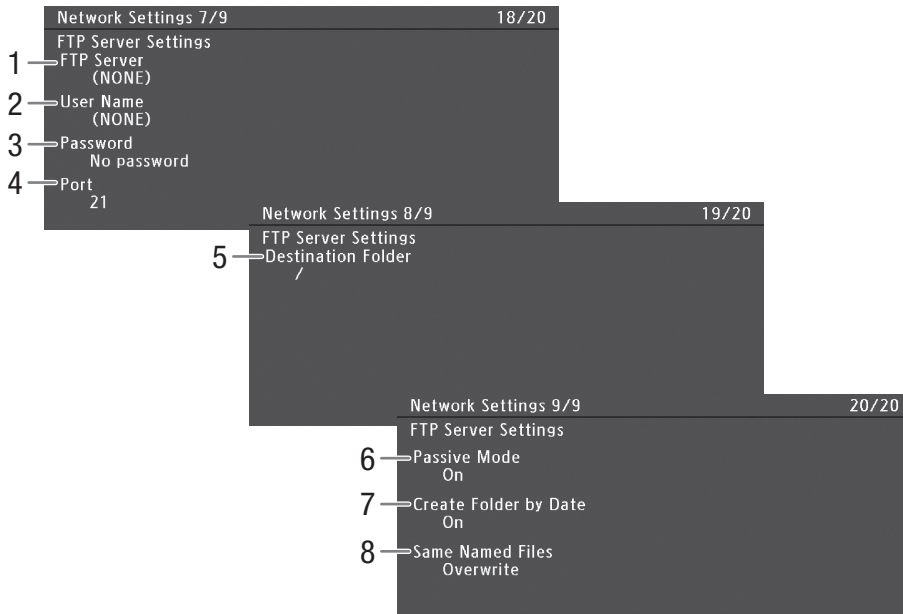 Network Settings 7/9 18/20
FTP Server Settings
1 FTP Server
(NONE)
2 User Name
(NONE)
3 Password
No password
4 Port
21
Network Settings 8/9 19/20
FTP Server Settings
5 Destination Folder
/
Network Settings 9/9 20/20
FTP Server Settings
6 Passive Mode
On
7 Create Folder by Date
On
8 Same Named Files
Overwrite